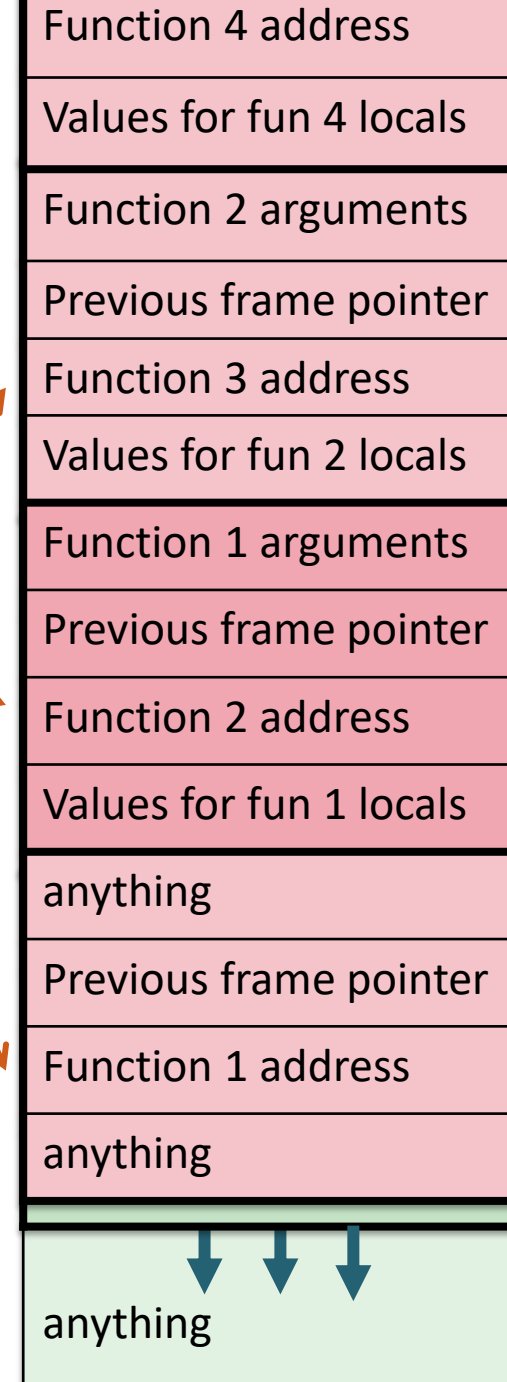 Function 4 address
Values for fun 4 locals
Function 2 arguments
Previous frame pointer
Function 3 address
Values for fun 2 locals
Function 1 arguments
Previous frame pointer
Function 2 address
Values for fun 1 locals
anything
Previous frame pointer
Function 1 address
anything
anything